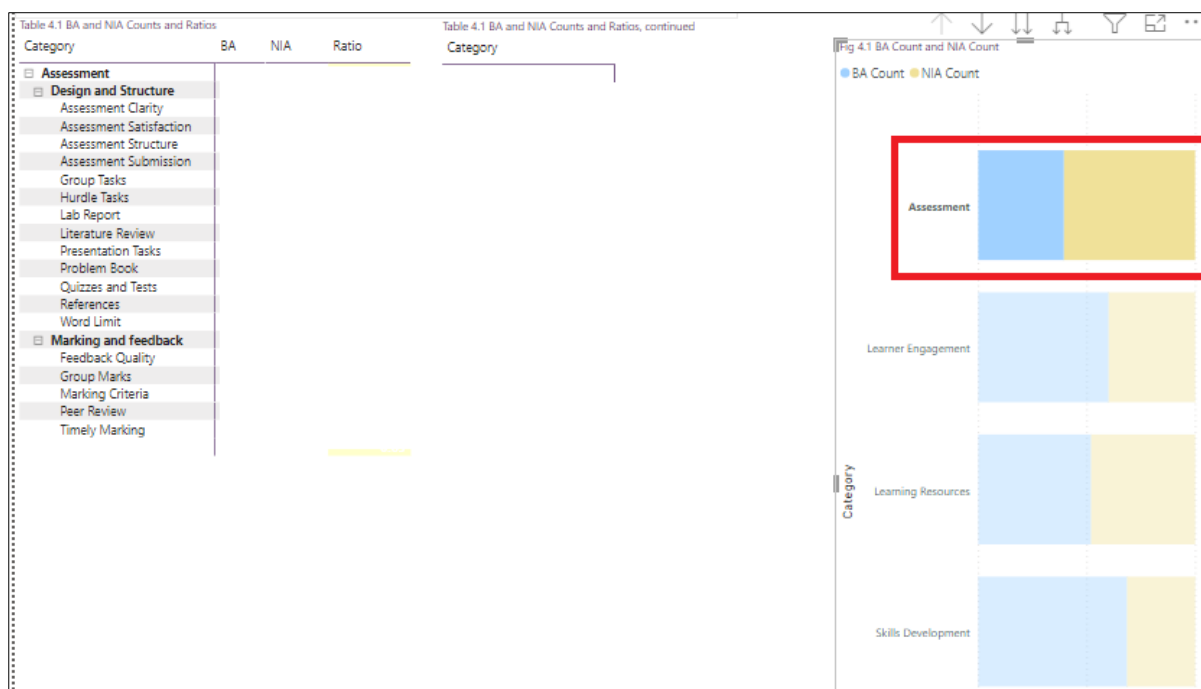 Table 4.1 BA and NIA Counts and Ratios
Category BA NIA Ratio
Assessment
Design and Structure
Assessment Clarity
Assessment Satisfaction
Assessment Structure
Assessment Submission
Group Tasks
Hurdle Tasks
Lab Report
Literature Review
Presentation Tasks
Problem Book
Quizzes and Tests
References
Word Limit
Marking and feedback
Feedback Quality
Group Marks
Marking Criteria
Peer Review
Timely Marking
Table 4.1 BA and NIA Counts and Ratios, continued
Category
Fig 4.1 BA Count and NIA Count
BA Count NIA Count
Category
Assessment
Learner Engagement
Learning Resources
Skills Development